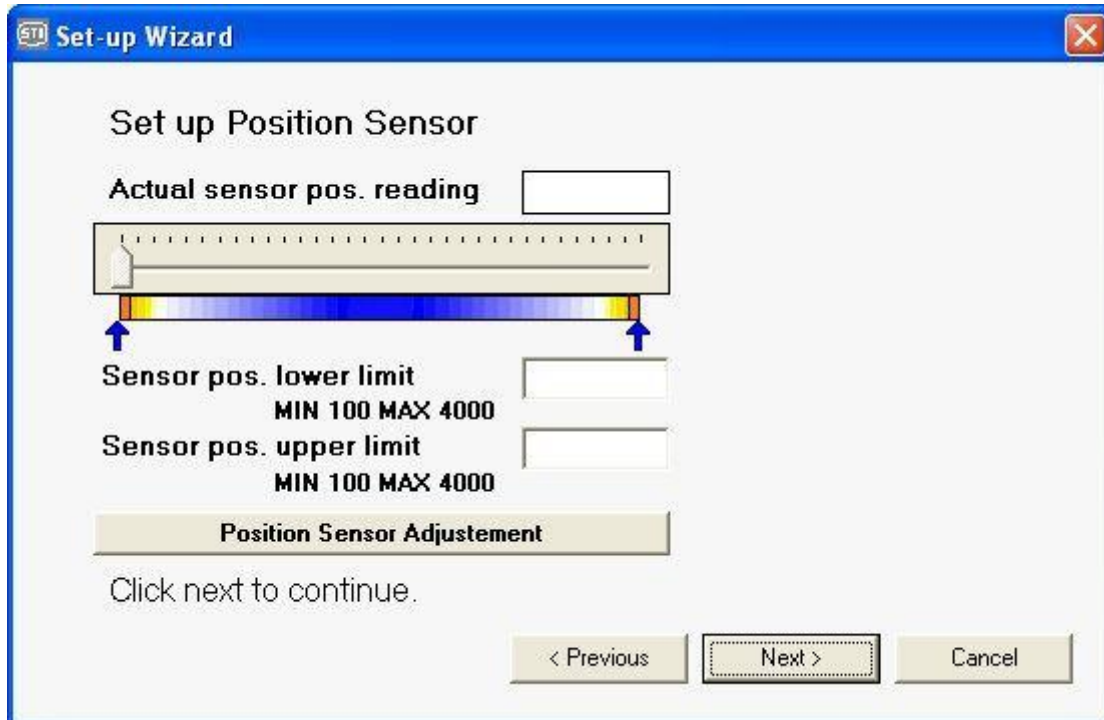 STI Set-up Wizard
Set up Position Sensor
Actual sensor pos. reading
Sensor pos. lower limit
MIN 100 MAX 4000
Sensor pos. upper limit
MIN 100 MAX 4000
Position Sensor Adjustement
Click next to continue.
< Previous Next > Cancel